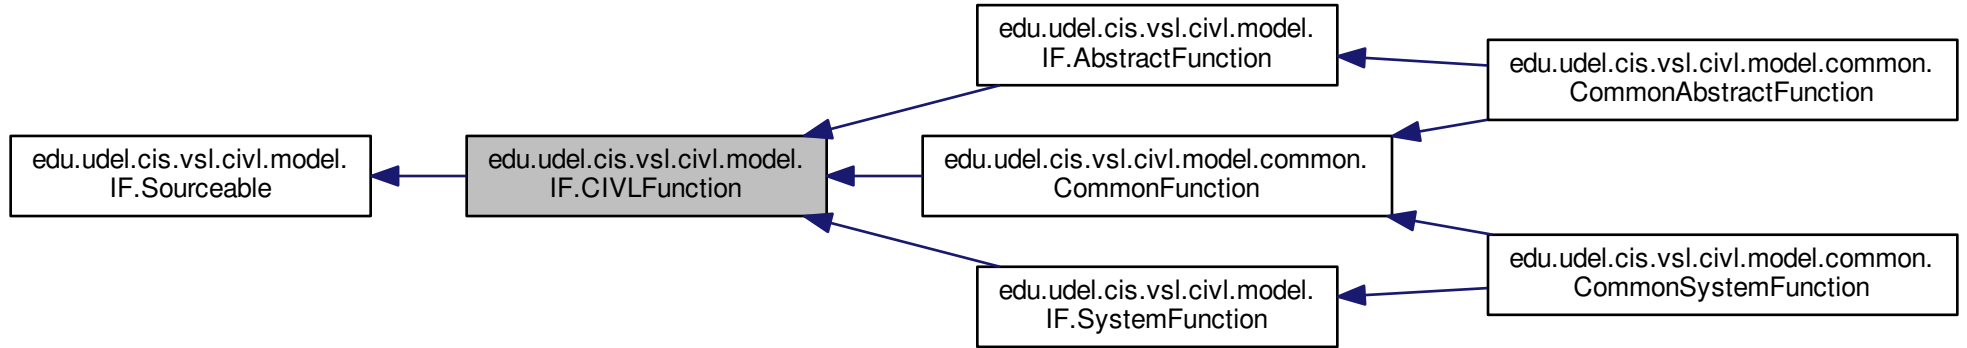 edu.udel.cis.vsl.civl.model.
IF.Sourceable
edu.udel.cis.vsl.civl.model.
IF.CIVLFunction
edu.udel.cis.vsl.civl.model.
IF.AbstractFunction
edu.udel.cis.vsl.civl.model.common.
CommonFunction
edu.udel.cis.vsl.civl.model.
IF.SystemFunction
edu.udel.cis.vsl.civl.model.common.
CommonAbstractFunction
edu.udel.cis.vsl.civl.model.common.
CommonSystemFunction